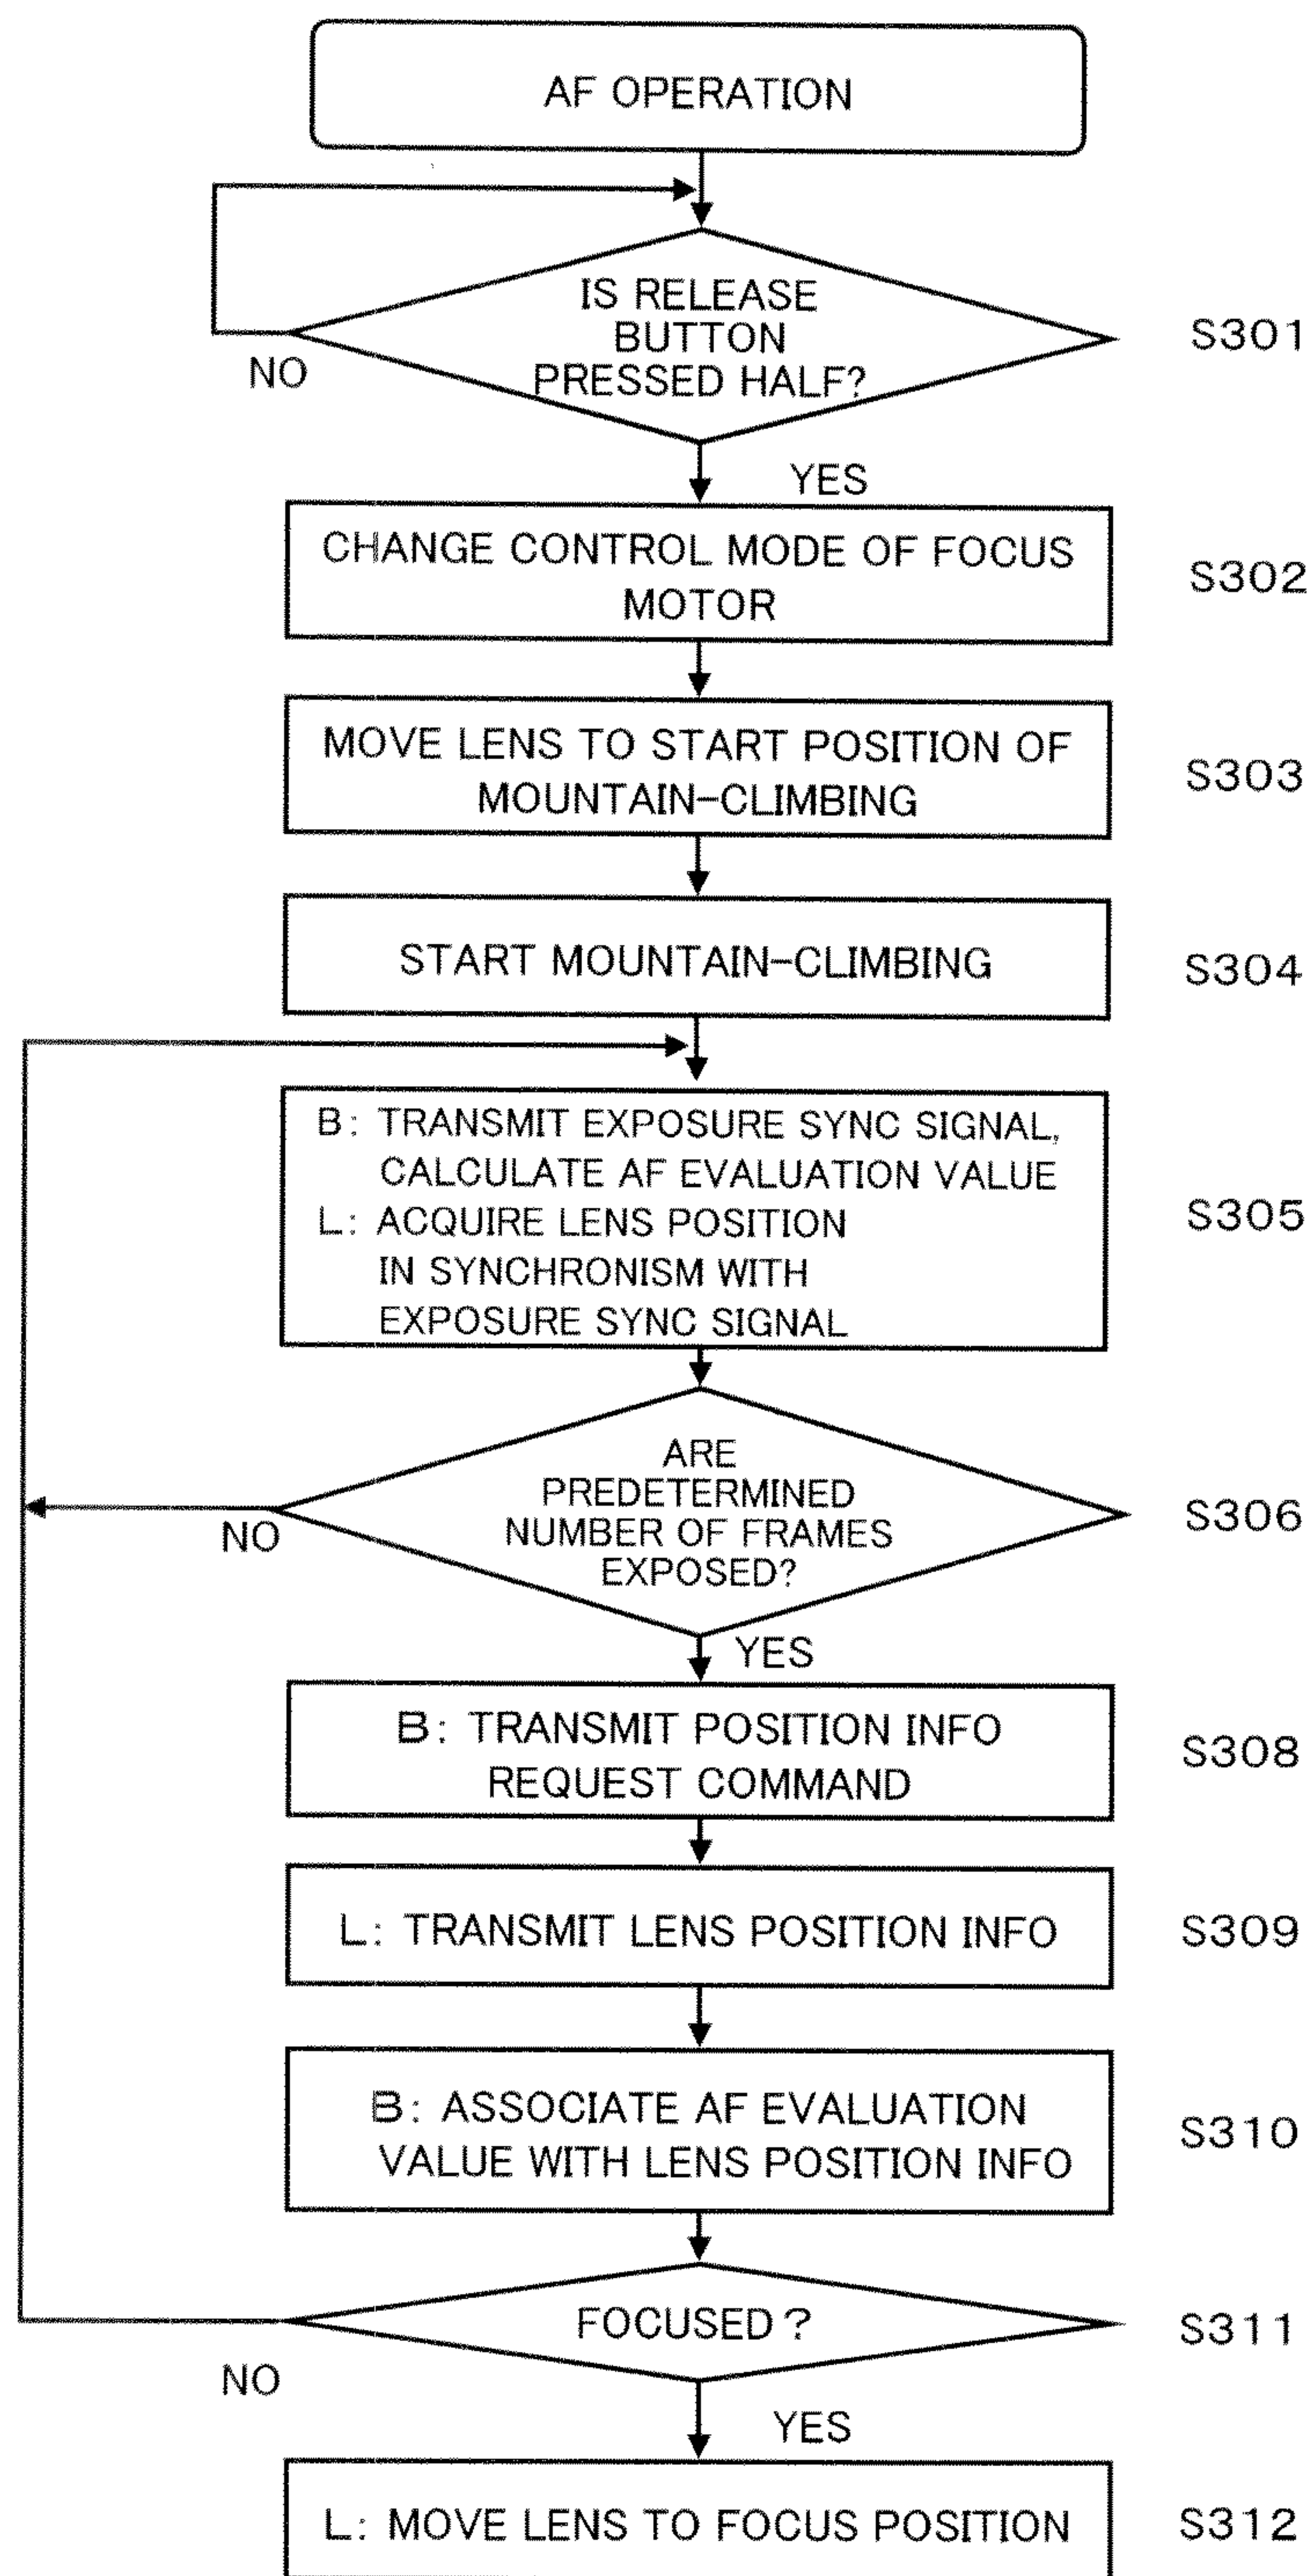 AF OPERATION
IS RELEASE
BUTTON
PRESSED HALF?
S301
NO
YES
CHANGE CONTROL MODE OF FOCUS
MOTOR
S302
MOVE LENS TO START POSITION OF
MOUNTAIN-CLIMBING
S303
START MOUNTAIN-CLIMBING
S304
B: TRANSMIT EXPOSURE SYNC SIGNAL,
CALCULATE AF EVALUATION VALUE
L: ACQUIRE LENS POSITION
IN SYNCHRONISM WITH
EXPOSURE SYNC SIGNAL
S305
ARE
PREDETERMINED
NUMBER OF FRAMES
EXPOSED?
S306
NO
YES
B: TRANSMIT POSITION INFO
REQUEST COMMAND
S308
L: TRANSMIT LENS POSITION INFO
S309
B: ASSOCIATE AF EVALUATION
VALUE WITH LENS POSITION INFO
S310
FOCUSED?
S311
NO
YES
L: MOVE LENS TO FOCUS POSITION
S312